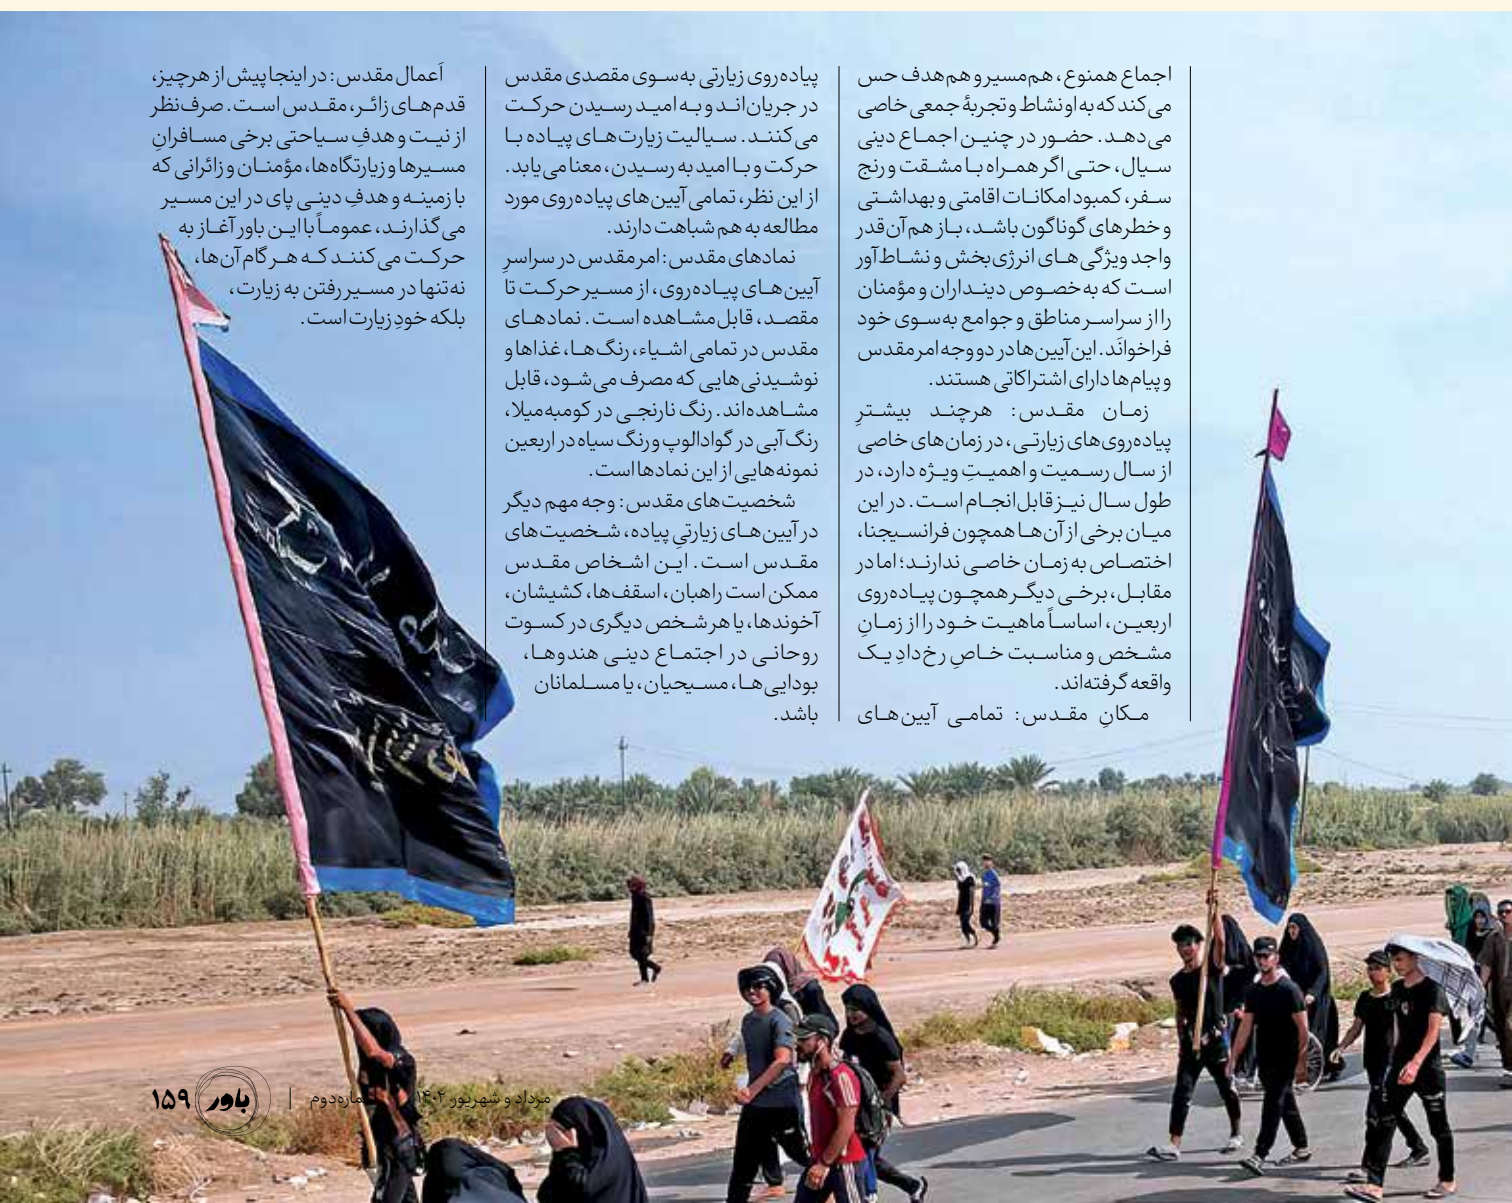 اجماع همنوع، هم‌مسیر و هم‌هدف حس
می‌کند که به او نشاط و تجربهٔ جمعی خاصی
می‌دهد. حضور در چنین اجماع دینی
سیال، حتی اگر همراه با مشقت و رنج
سفر، کمبود امکانات اقامتی و بهداشتی
و خطرهای گوناگون باشد، باز هم آن‌قدر
واجد ویژگی‌های انرژی‌بخش و نشاط‌آور
است که به‌خصوص دینداران و مؤمنان
را از سراسر مناطق و جوامع به‌سوی خود
فراخوانَد. این آیین‌ها در دو وجه امر مقدس
و پیام‌ها دارای اشتراکاتی هستند.
زمان مقدس: هرچند بیشترِ
پیاده‌روی‌های زیارتی، در زمان‌های خاصی
از سال رسمیت و اهمیتِ ویژه دارد، در
طول سال نیز قابل انجام است. در این
میان برخی از آن‌ها همچون فرانسیجنا،
اختصاص به زمان خاصی ندارند؛ اما در
مقابل، برخی دیگر همچون پیاده‌روی
اربعین، اساساً ماهیت خود را از زمانِ
مشخص و مناسبت خاصِ رخ‌دادِ یک
واقعه گرفته‌اند.
مکانِ مقدس: تمامی آیین‌های
پیاده‌روی زیارتی به‌سوی مقصدی مقدس
در جریان‌اند و به امید رسیدن حرکت
می‌کنند. سیالیت زیارت‌های پیاده با
حرکت و با امید به رسیدن، معنا می‌یابد.
از این نظر، تمامی آیین‌های پیاده‌روی مورد
مطالعه به هم شباهت دارند.
نمادهای مقدس: امر مقدس در سراسرِ
آیین‌های پیاده‌روی، از مسیر حرکت تا
مقصد، قابل مشاهده است. نمادهای
مقدس در تمامی اشیاء، رنگ‌ها، غذاها و
نوشیدنی‌هایی که مصرف می‌شود، قابل
مشاهده‌اند. رنگ نارنجی در کومبه‌میلا،
رنگ آبی در گوادالوپ و رنگ سیاه در اربعین
نمونه‌هایی از این نمادها است.
شخصیت‌های مقدس: وجه مهم دیگر
در آیین‌های زیارتیِ پیاده، شخصیت‌های
مقدس است. این اشخاص مقدس
ممکن است راهبان، اسقف‌ها، کشیشان،
آخوندها، یا هر شخص دیگری در کسوت
روحانی در اجتماع دینی هندوها،
بودایی‌ها، مسیحیان، یا مسلمانان
باشد.
اَعمال مقدس: در اینجا پیش از هرچیز،
قدم‌های زائر، مقدس است. صرف‌نظر
از نیت و هدفِ سیاحتی برخی مسافرانِ
مسیرها و زیارتگاه‌ها، مؤمنان و زائرانی که
با زمینه و هدفِ دینی پای در این مسیر
می‌گذارند، عموماً با این باور آغاز به
حرکت می‌کنند که هر گام آن‌ها،
نه‌تنها در مسیر رفتن به زیارت،
بلکه خودِ زیارت است.
مرداد و شهریور ۱۴۰۲ | شماره دوم
باور ۱۵۹